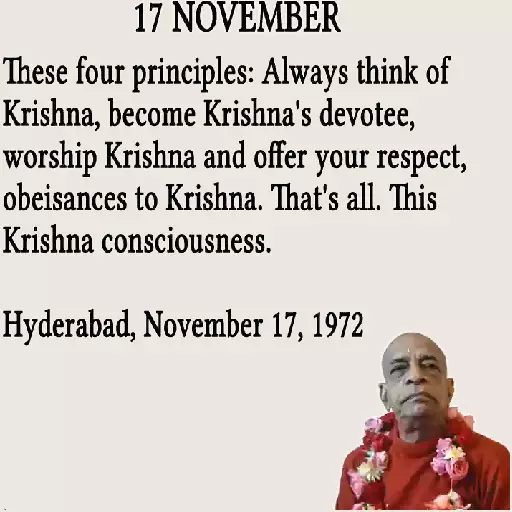 17 NOVEMBER
These four principles: Always think of
Krishna, become Krishna's devotee,
worship Krishna and offer your respect,
obeisances to Krishna. That's all. This
Krishna consciousness.
Hyderabad, November 17, 1972